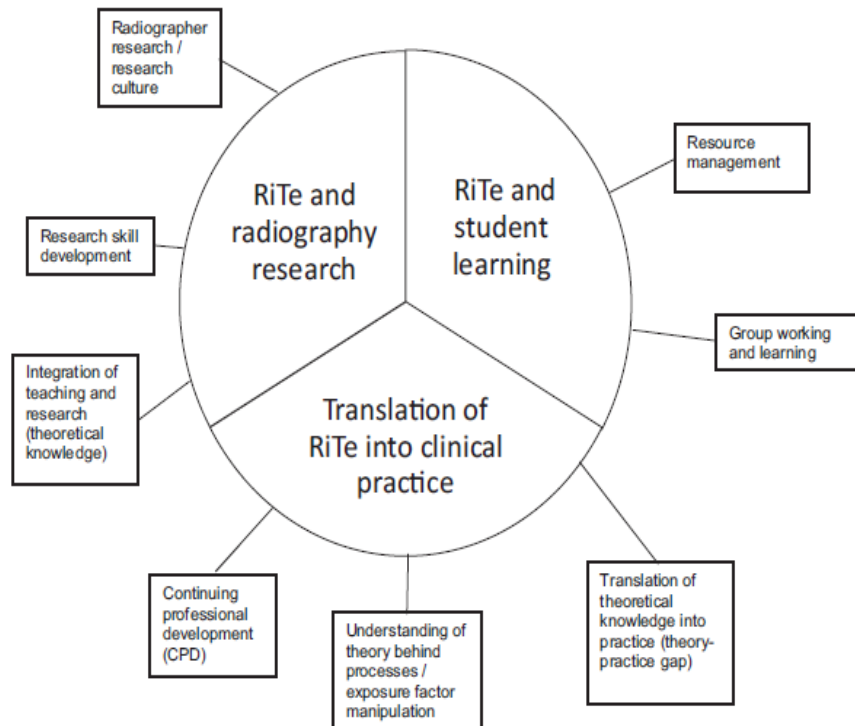 Radiographer
research /
research
culture
Resource
management
RiTe and
radiography
research
RiTe and
student
learning
Research skill
development
Group working
and learning
Integration of
teaching and
research
(theoretical
knowledge)
Translation of
RiTe into clinical
practice
Continuing
professional
development
(CPD)
Understanding of
theory behind
processes /
exposure factor
manipulation
Translation of
theoretical
knowledge into
practice (theory-
practice gap)